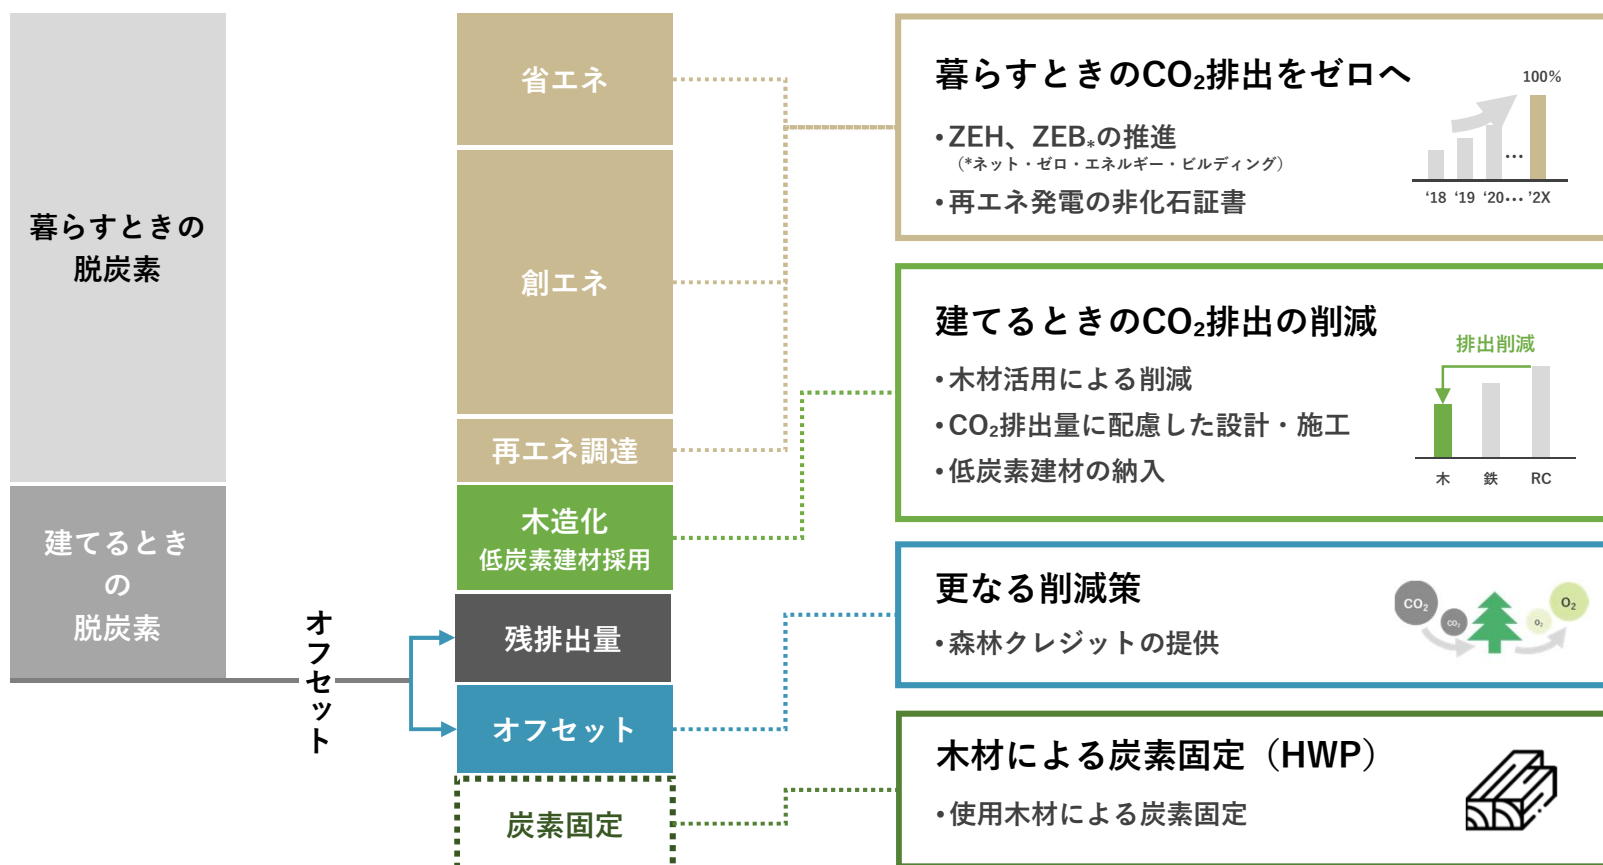 暮らすときの
脱炭素
建てるとき
の
脱炭素
オフセット
省エネ
創エネ
再エネ調達
木造化
低炭素建材採用
残排出量
オフセット
炭素固定
暮らすときのCO₂排出をゼロへ
•ZEH、ZEB*の推進
（*ネット・ゼロ・エネルギー・ビルディング）
•再エネ発電の非化石証書
100%
…
‘18 ‘19 ‘20… ’2X
建てるときのCO₂排出の削減
•木材活用による削減
•CO₂排出量に配慮した設計・施工
•低炭素建材の納入
排出削減
木 鉄 RC
更なる削減策
•森林クレジットの提供
CO₂ CO₂ O₂ O₂
木材による炭素固定（HWP）
•使用木材による炭素固定